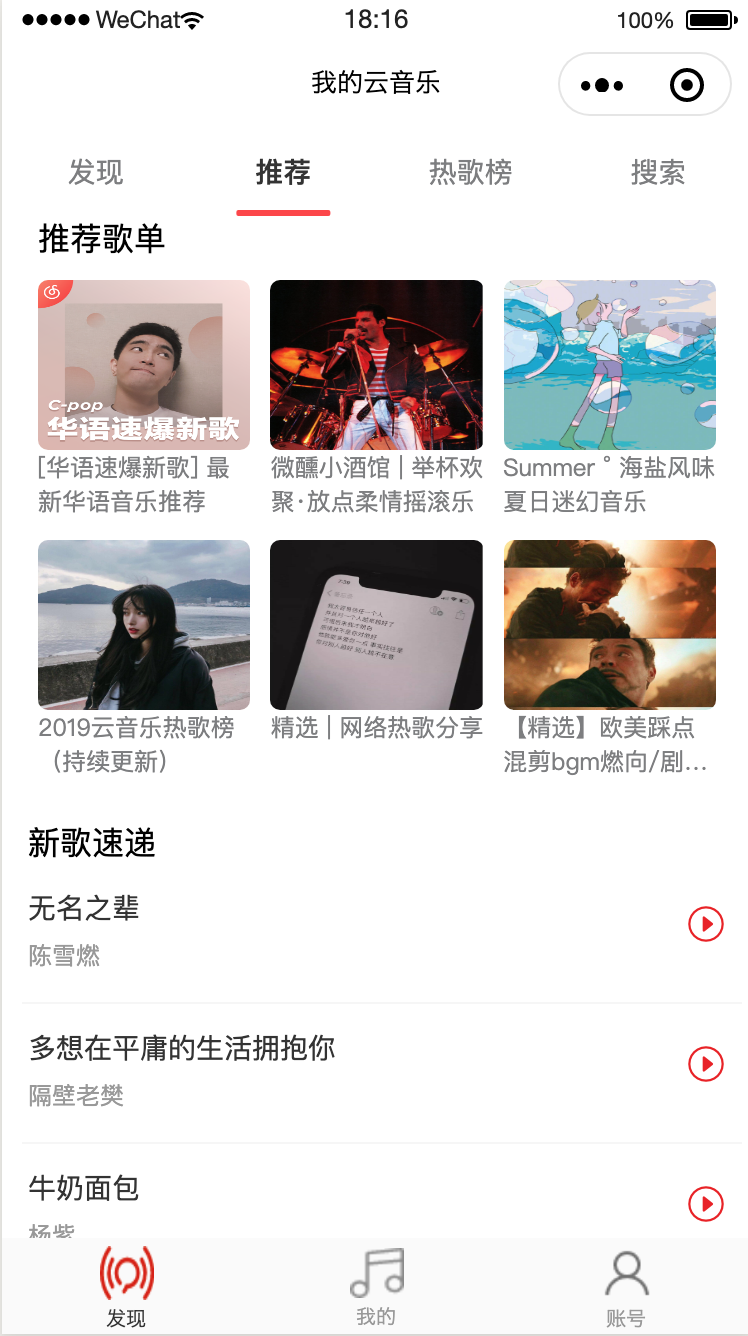 WeChat 18:16 100%
我的云音乐
发现 推荐 热歌榜 搜索
推荐歌单
C-pop
华语速爆新歌
[华语速爆新歌] 最
新华语音乐推荐
微醺小酒馆 | 举杯欢
聚·放点柔情摇滚乐
Summer ° 海盐风味
夏日迷幻音乐
2019云音乐热歌榜
（持续更新）
精选 | 网络热歌分享
【精选】欧美踩点
混剪bgm燃向/剧…
新歌速递
无名之辈
陈雪燃
多想在平庸的生活拥抱你
隔壁老樊
牛奶面包
杨紫
发现 我的 账号